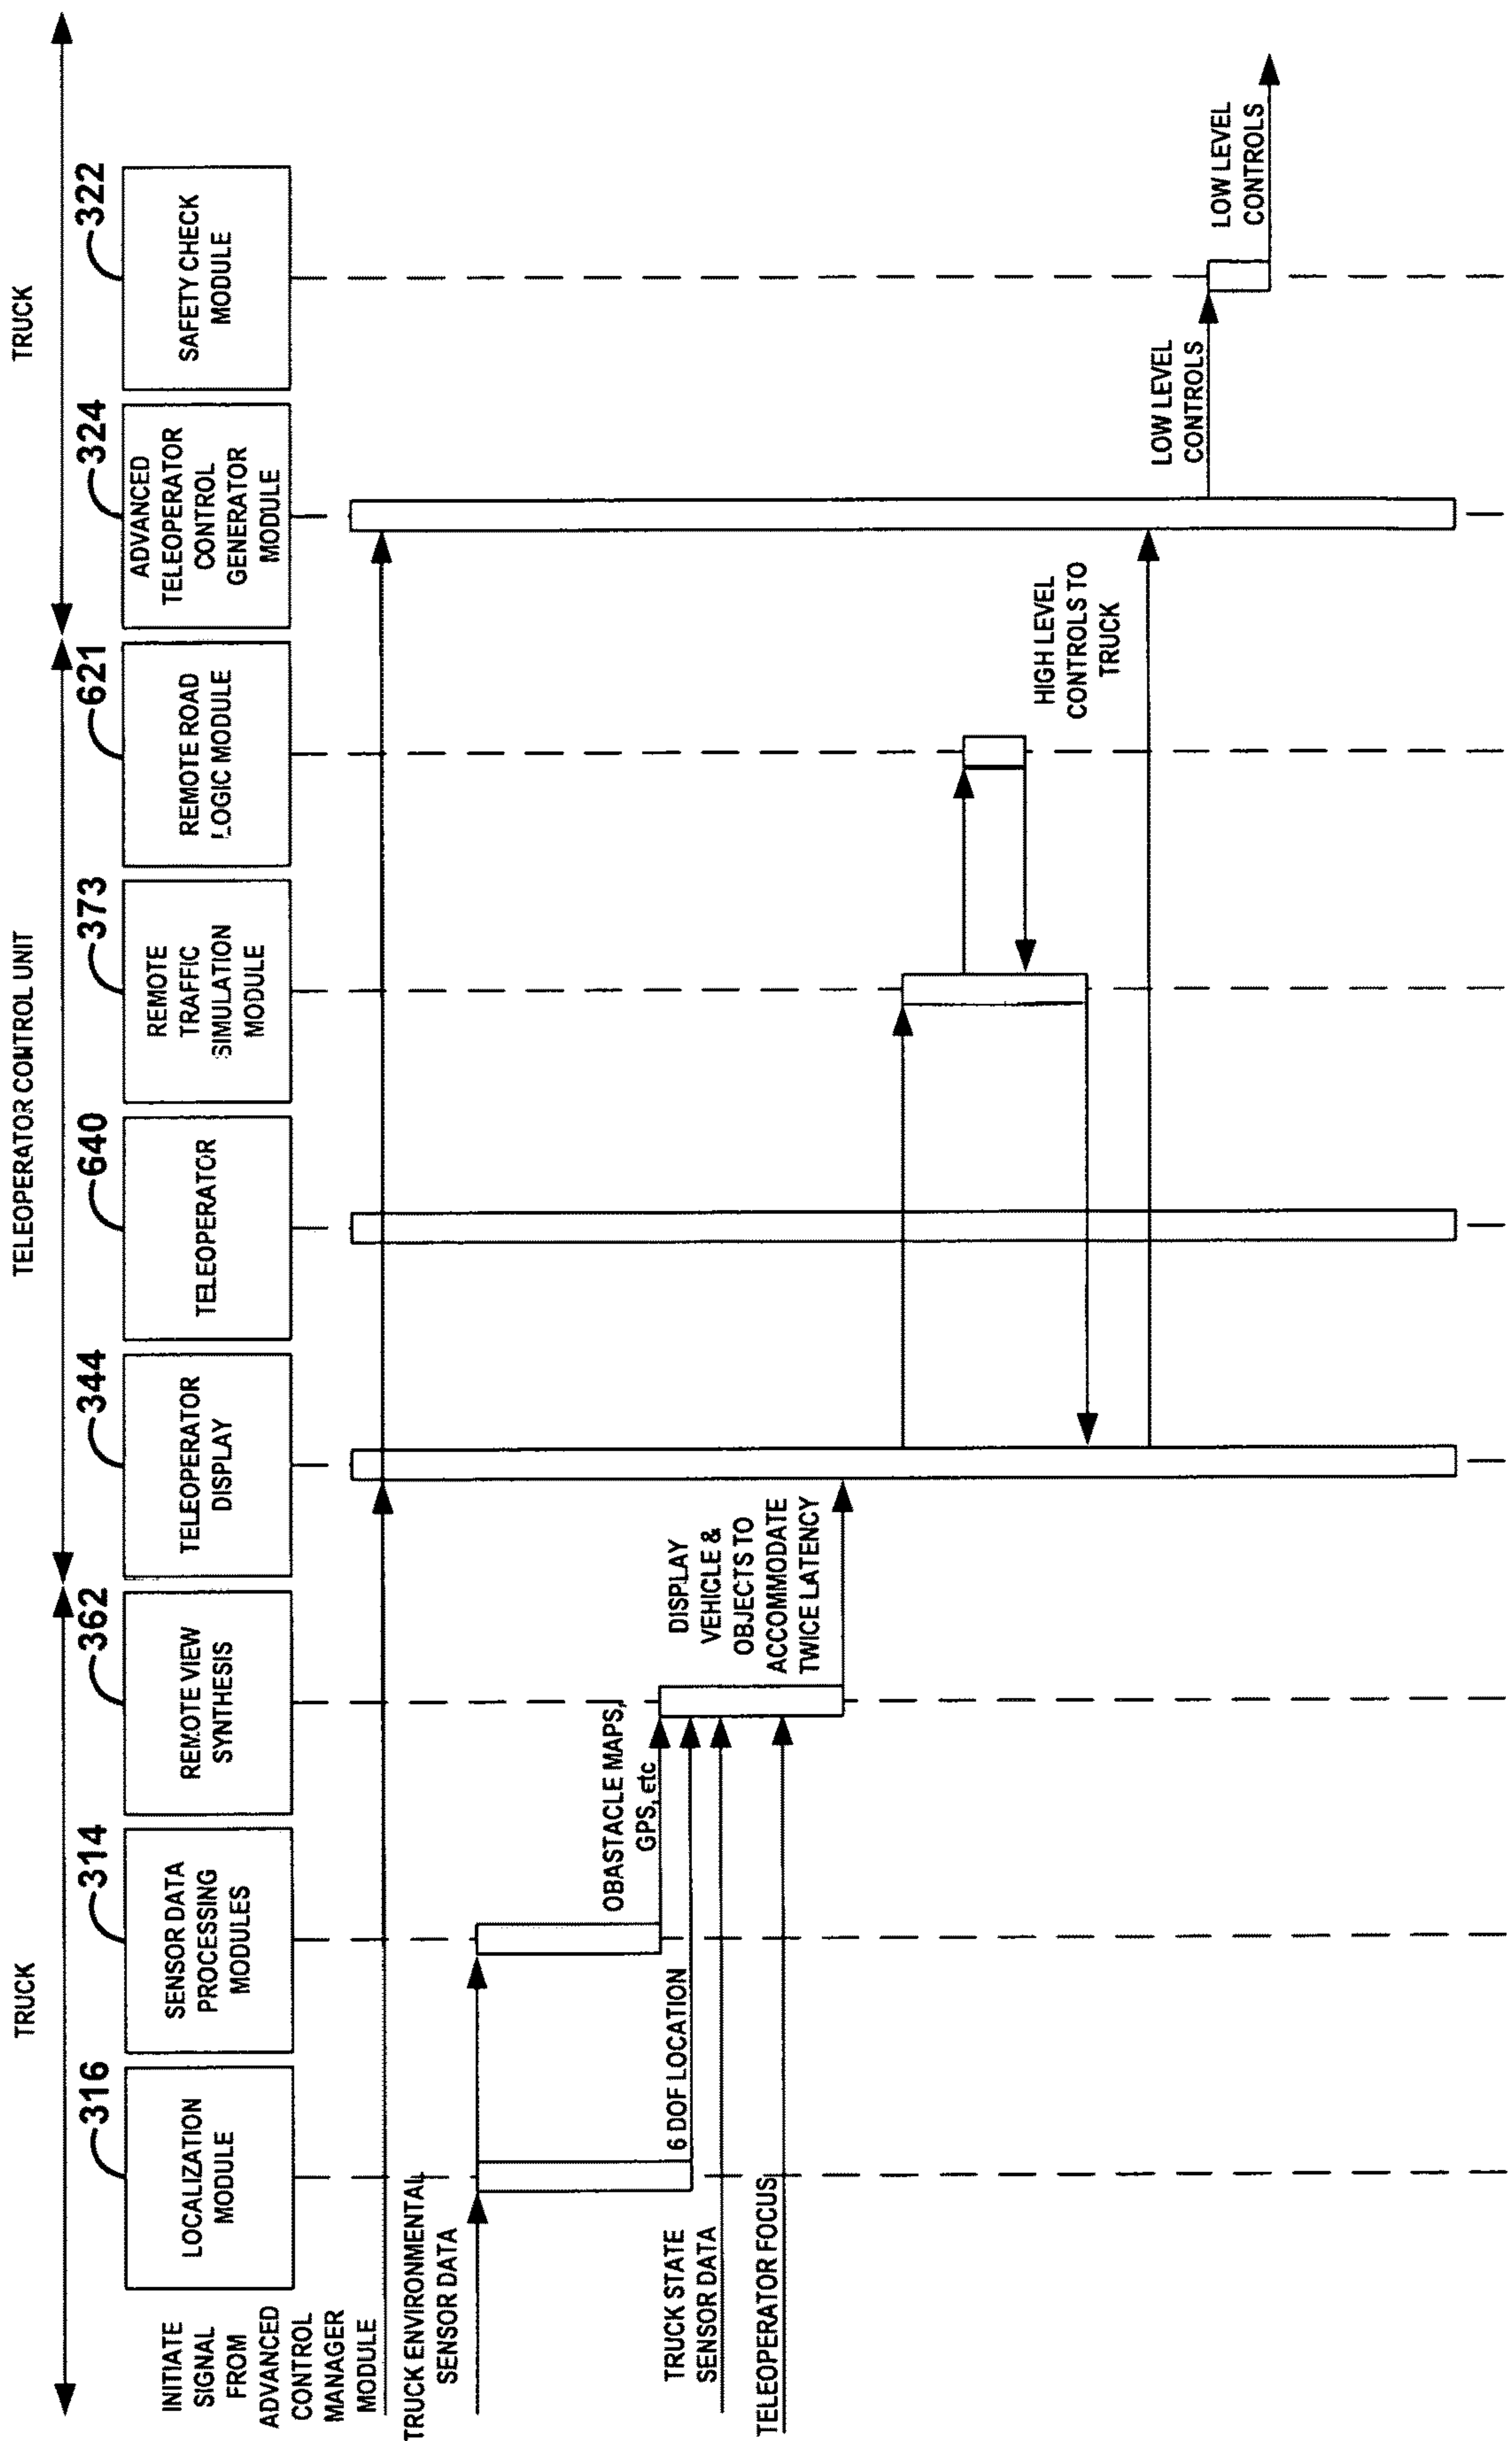 TRUCK
TELEOPERATOR CONTROL UNIT
TRUCK
316
314
362
344
640
373
621
324
322
LOCALIZATION
MODULE
SENSOR DATA
PROCESSING
MODULES
REMOTE VIEW
SYNTHESIS
TELEOPERATOR
DISPLAY
TELEOPERATOR
REMOTE
TRAFFIC
SIMULATION
MODULE
REMOTE ROAD
LOGIC MODULE
ADVANCED
TELEOPERATOR
CONTROL
GENERATOR
MODULE
SAFETY CHECK
MODULE
INITIATE
SIGNAL
FROM
ADVANCED
CONTROL
MANAGER
MODULE
TRUCK ENVIRONMENTAL
SENSOR DATA
OBASTACLE MAPS,
GPS, etc
6 DOF LOCATION
TRUCK STATE
SENSOR DATA
TELEOPERATOR FOCUS
DISPLAY
VEHICLE &
OBJECTS TO
ACCOMMODATE
TWICE LATENCY
HIGH LEVEL
CONTROLS TO
TRUCK
LOW LEVEL
CONTROLS
LOW LEVEL
CONTROLS